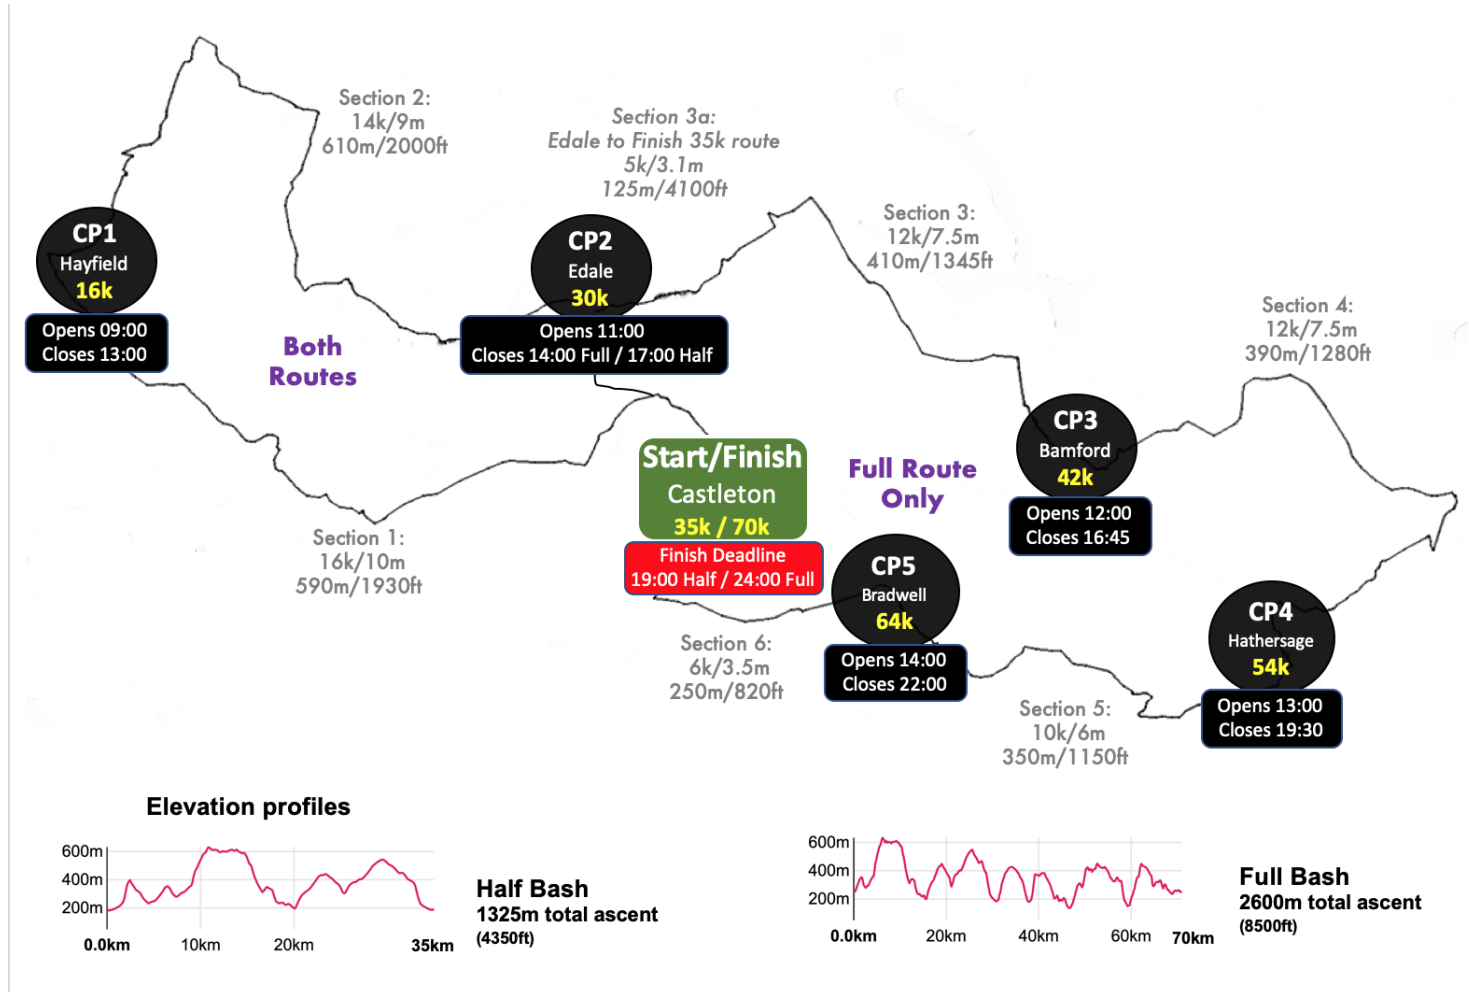 Section 2:
14k/9m
610m/2000ft
Section 3a:
Edale to Finish 35k route
5k/3.1m
125m/4100ft
Section 3:
12k/7.5m
410m/1345ft
CP1
Hayfield
16k
Opens 09:00
Closes 13:00
CP2
Edale
30k
Opens 11:00
Closes 14:00 Full / 17:00 Half
Both
Routes
Section 4:
12k/7.5m
390m/1280ft
CP3
Bamford
42k
Opens 12:00
Closes 16:45
Start/Finish
Castleton
35k / 70k
Finish Deadline
19:00 Half / 24:00 Full
Full Route
Only
Section 1:
16k/10m
590m/1930ft
CP5
Bradwell
64k
Opens 14:00
Closes 22:00
CP4
Hathersage
54k
Opens 13:00
Closes 19:30
Section 6:
6k/3.5m
250m/820ft
Section 5:
10k/6m
350m/1150ft
Elevation profiles
600m
400m
200m
0.0km
10km
20km
35km
Half Bash
1325m total ascent
(4350ft)
600m
400m
200m
0.0km
20km
40km
60km
70km
Full Bash
2600m total ascent
(8500ft)